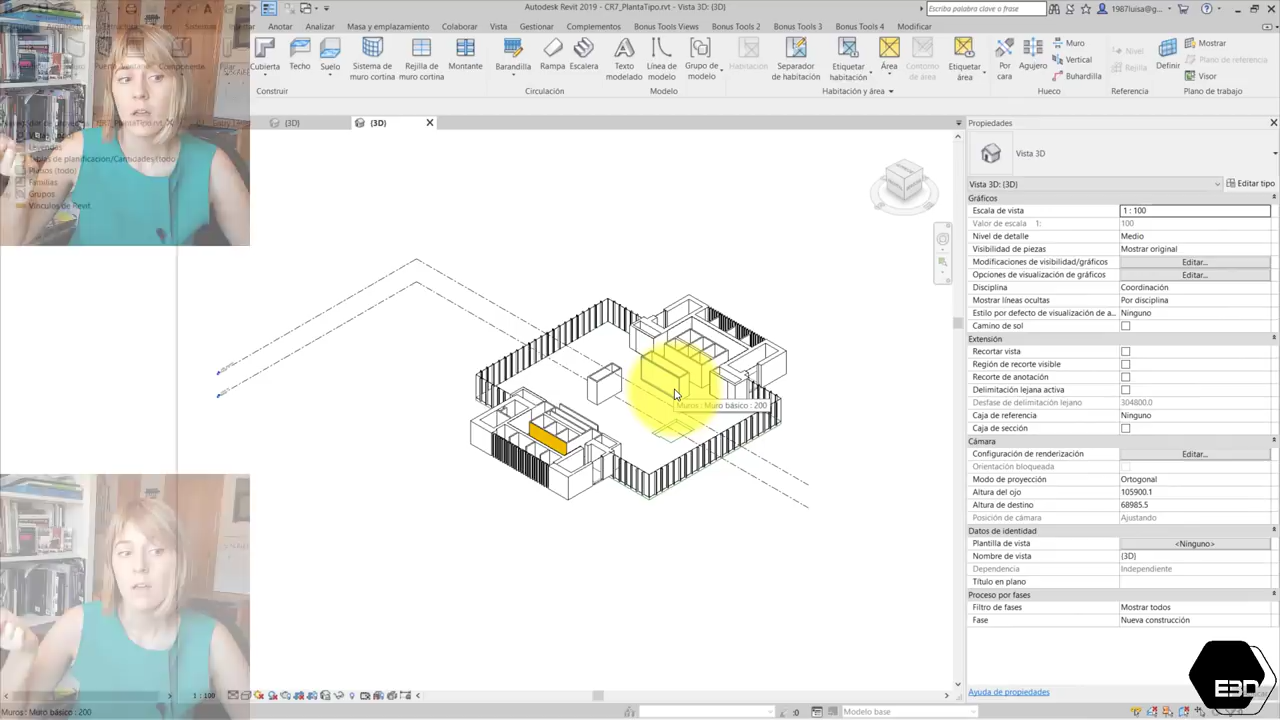 Autodesk Revit 2019 - CR7_PlantaTipo.rvt - Vista 3D: {3D}
Escriba palabra clave o frase
1987luisa@g...
Anotar Analizar Masa y emplazamiento Colaborar Vista Gestionar Complementos Bonus Tools Views Bonus Tools 2 Bonus Tools 3 Bonus Tools 4 Modificar
Cubierta Techo Suelo Sistema de muro cortina Rejilla de muro cortina Montante Barandilla Rampa Escalera Texto modelado Línea de modelo Grupo de modelo Habitación Separador de habitación Etiquetar habitación Área Contorno de área Etiquetar área Por cara Agujero Muro Vertical Buhardilla Nivel Rejilla Definir Mostrar Plano de referencia Visor
Construir Circulación Modelo Habitación y área Hueco Referencia Plano de trabajo
{3D} {3D}
CR7_PlantaTipo.rvt
Leyendas
Tablas de planificación/Cantidades (todo
Planos (todo)
Familias
Grupos
Vínculos de Revit
Muros : Muro básico : 200
Propiedades
Vista 3D
Vista 3D: {3D} Editar tipo
Gráficos
Escala de vista 1 : 100
Valor de escala 1: 100
Nivel de detalle Medio
Visibilidad de piezas Mostrar original
Modificaciones de visibilidad/gráficos Editar...
Opciones de visualización de gráficos Editar...
Disciplina Coordinación
Mostrar líneas ocultas Por disciplina
Estilo por defecto de visualización de a... Ninguno
Camino de sol
Extensión
Recortar vista
Región de recorte visible
Recorte de anotación
Delimitación lejana activa
Desfase de delimitación lejano 304800.0
Caja de referencia Ninguno
Caja de sección
Cámara
Configuración de renderización Editar...
Orientación bloqueada
Modo de proyección Ortogonal
Altura del ojo 105900.1
Altura de destino 68985.5
Posición de cámara Ajustando
Datos de identidad
Plantilla de vista <Ninguno>
Nombre de vista {3D}
Dependencia Independiente
Título en plano
Proceso por fases
Filtro de fases Mostrar todos
Fase Nueva construcción
Ayuda de propiedades
E3D
1 : 100
Muros : Muro básico : 200
:0 Modelo base